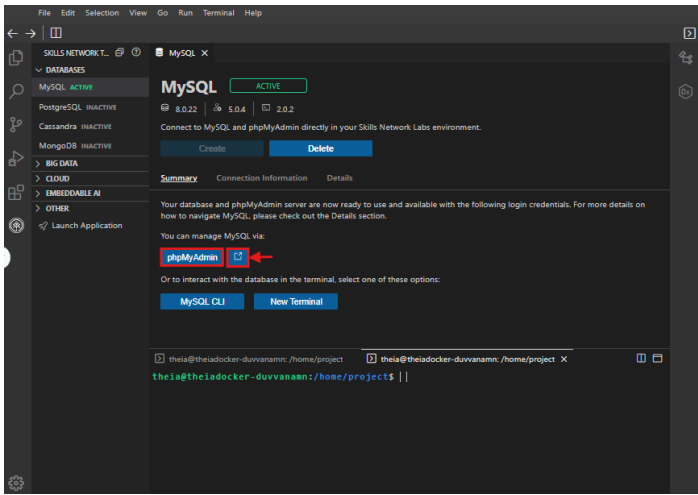 File Edit Selection View Go Run Terminal Help
SKILLS NETWORK T...
MySQL ×
DATABASES
MySQL ACTIVE
PostgreSQL INACTIVE
Cassandra INACTIVE
MongoDB INACTIVE
BIG DATA
CLOUD
EMBEDDABLE AI
OTHER
Launch Application
MySQL ACTIVE
8.0.22 5.0.4 2.0.2
Connect to MySQL and phpMyAdmin directly in your Skills Network Labs environment.
Create Delete
Summary Connection Information Details
Your database and phpMyAdmin server are now ready to use and available with the following login credentials. For more details on
how to navigate MySQL, please check out the Details section.
You can manage MySQL via:
phpMyAdmin
Or to interact with the database in the terminal, select one of these options:
MySQL CLI New Terminal
theia@theiadocker-duvvanamn: /home/project theia@theiadocker-duvvanamn: /home/project ×
theia@theiadocker-duvvanamn:/home/project$